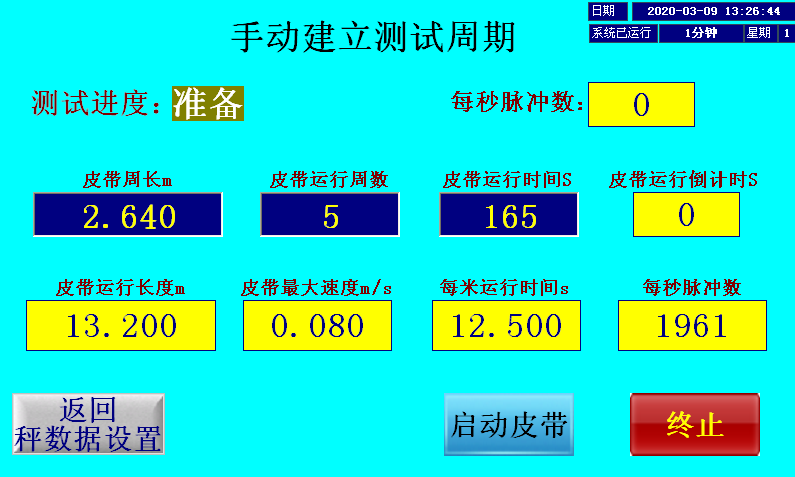 日期 2020-03-09 13:26:44
系统已运行 1分钟 星期 1
手动建立测试周期
测试进度：准备 每秒脉冲数： 0
皮带周长m 皮带运行周数 皮带运行时间S 皮带运行倒计时S
2.640 5 165 0
皮带运行长度m 皮带最大速度m/s 每米运行时间s 每秒脉冲数
13.200 0.080 12.500 1961
返回
秤数据设置 启动皮带 终止